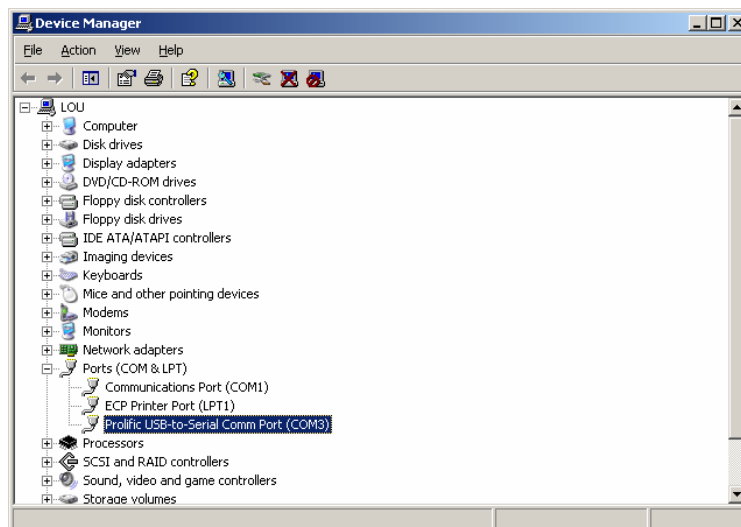 Device Manager
File Action View Help
LOU
Computer
Disk drives
Display adapters
DVD/CD-ROM drives
Floppy disk controllers
Floppy disk drives
IDE ATA/ATAPI controllers
Imaging devices
Keyboards
Mice and other pointing devices
Modems
Monitors
Network adapters
Ports (COM & LPT)
Communications Port (COM1)
ECP Printer Port (LPT1)
Prolific USB-to-Serial Comm Port (COM3)
Processors
SCSI and RAID controllers
Sound, video and game controllers
Storage volumes